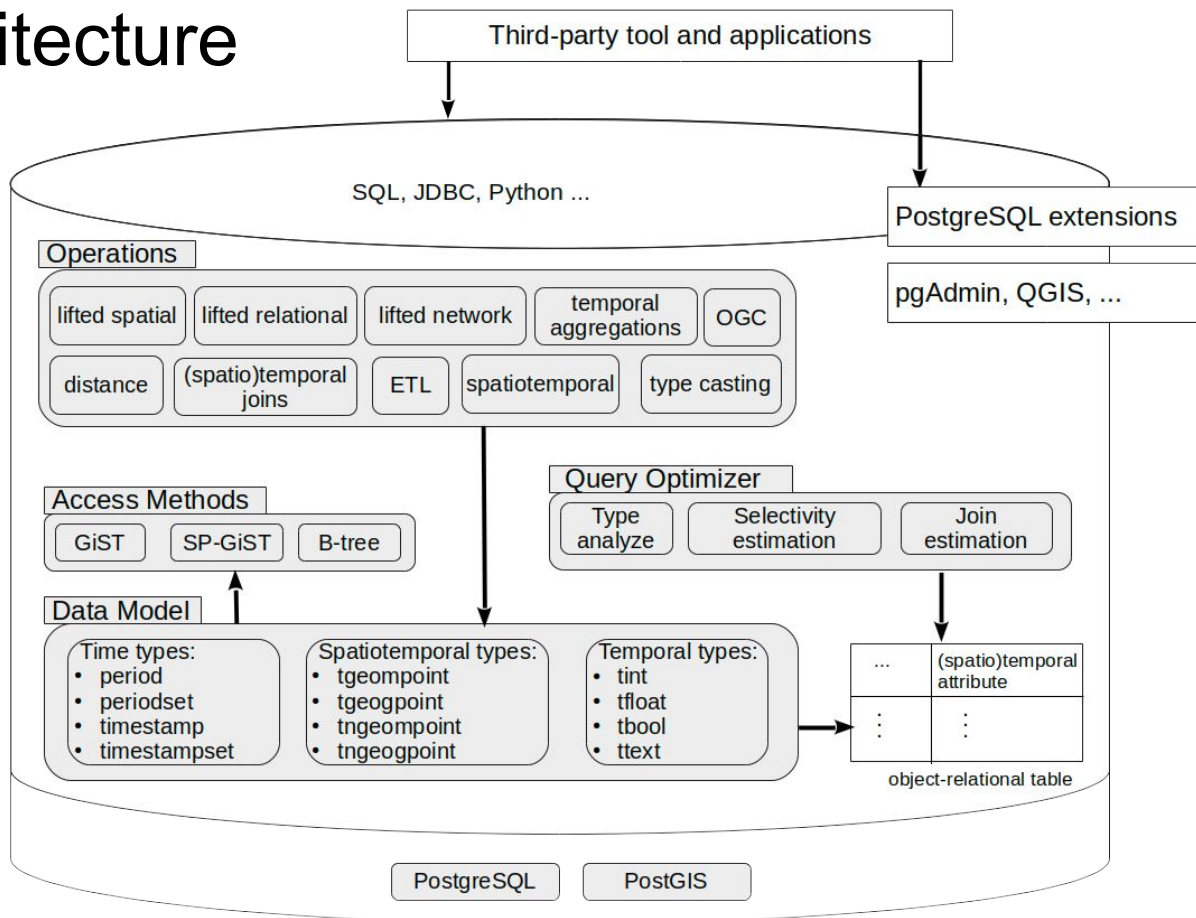 itecture
Third-party tool and applications
SQL, JDBC, Python ...
PostgreSQL extensions
pgAdmin, QGIS, ...
Operations
lifted spatial
lifted relational
lifted network
temporal
aggregations
OGC
distance
(spatio)temporal
joins
ETL
spatiotemporal
type casting
Access Methods
GiST
SP-GiST
B-tree
Query Optimizer
Type
analyze
Selectivity
estimation
Join
estimation
Data Model
Time types:
• period
• periodset
• timestamp
• timestampset
Spatiotemporal types:
• tgeompoint
• tgeogpoint
• tngeompoint
• tngeogpoint
Temporal types:
• tint
• tfloat
• tbool
• ttext
...
(spatio)temporal
attribute
⋮
⋮
object-relational table
PostgreSQL
PostGIS